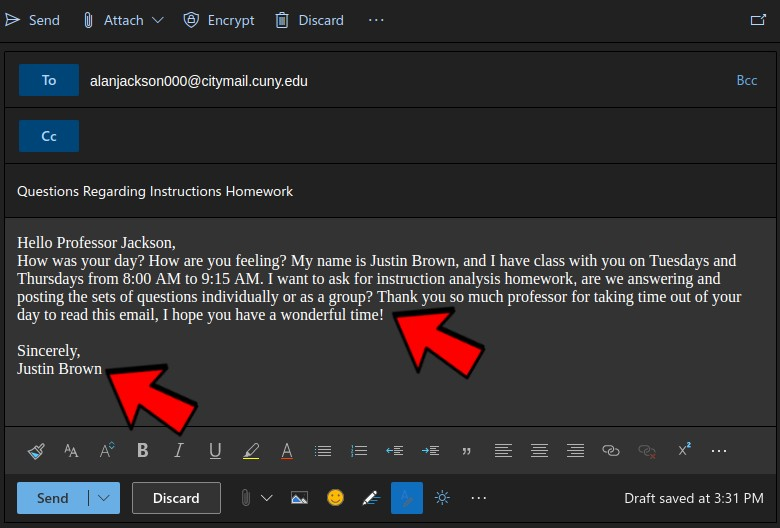 Send Attach Encrypt Discard ...
To alanjackson000@citymail.cuny.edu Bcc
Cc
Questions Regarding Instructions Homework
Hello Professor Jackson,
How was your day? How are you feeling? My name is Justin Brown, and I have class with you on Tuesdays and
Thursdays from 8:00 AM to 9:15 AM. I want to ask for instruction analysis homework, are we answering and
posting the sets of questions individually or as a group? Thank you so much professor for taking time out of your
day to read this email, I hope you have a wonderful time!
Sincerely,
Justin Brown
AA A B I U A " x² ...
Send Discard A ... Draft saved at 3:31 PM